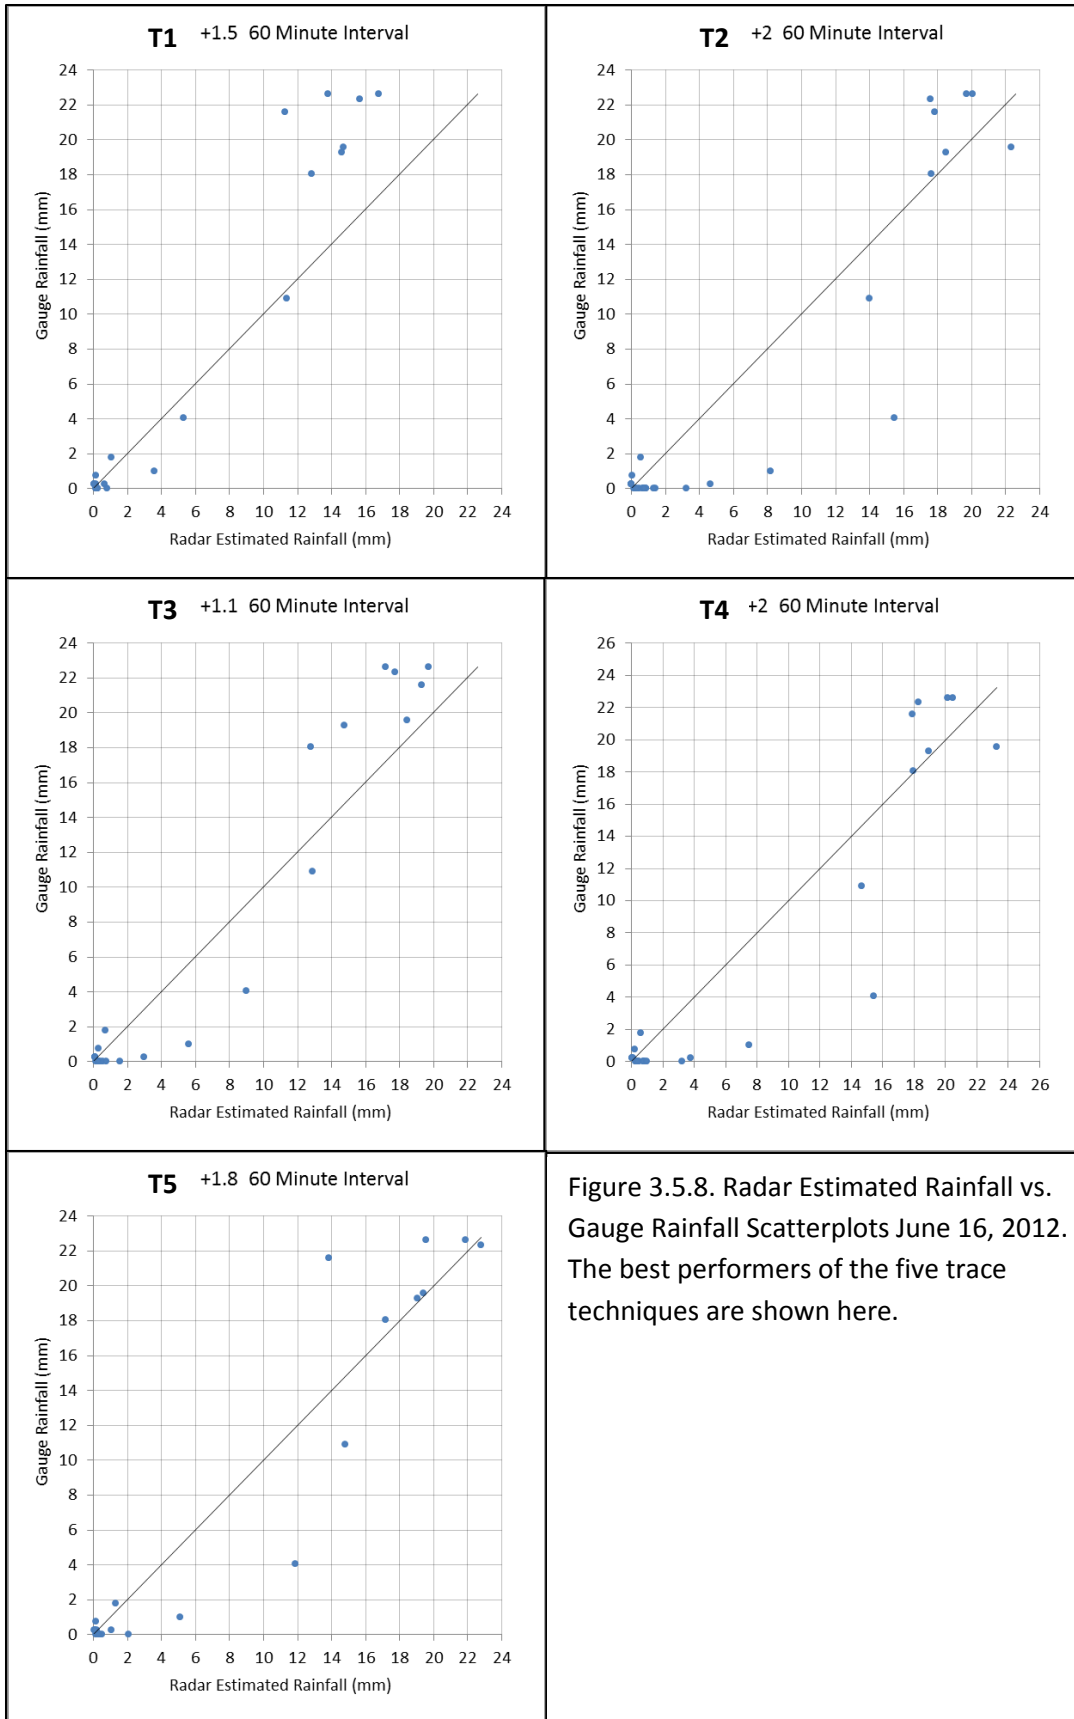 T1 +1.5 60 Minute Interval
24
22
20
18
16
14
12
10
8
6
4
2
0
Gauge Rainfall (mm)
0 2 4 6 8 10 12 14 16 18 20 22 24
Radar Estimated Rainfall (mm)
T2 +2 60 Minute Interval
24
22
20
18
16
14
12
10
8
6
4
2
0
Gauge Rainfall (mm)
0 2 4 6 8 10 12 14 16 18 20 22 24
Radar Estimated Rainfall (mm)
T3 +1.1 60 Minute Interval
24
22
20
18
16
14
12
10
8
6
4
2
0
Gauge Rainfall (mm)
0 2 4 6 8 10 12 14 16 18 20 22 24
Radar Estimated Rainfall (mm)
T4 +2 60 Minute Interval
26
24
22
20
18
16
14
12
10
8
6
4
2
0
Gauge Rainfall (mm)
0 2 4 6 8 10 12 14 16 18 20 22 24 26
Radar Estimated Rainfall (mm)
T5 +1.8 60 Minute Interval
24
22
20
18
16
14
12
10
8
6
4
2
0
Gauge Rainfall (mm)
0 2 4 6 8 10 12 14 16 18 20 22 24
Radar Estimated Rainfall (mm)
Figure 3.5.8. Radar Estimated Rainfall vs.
Gauge Rainfall Scatterplots June 16, 2012.
The best performers of the five trace
techniques are shown here.